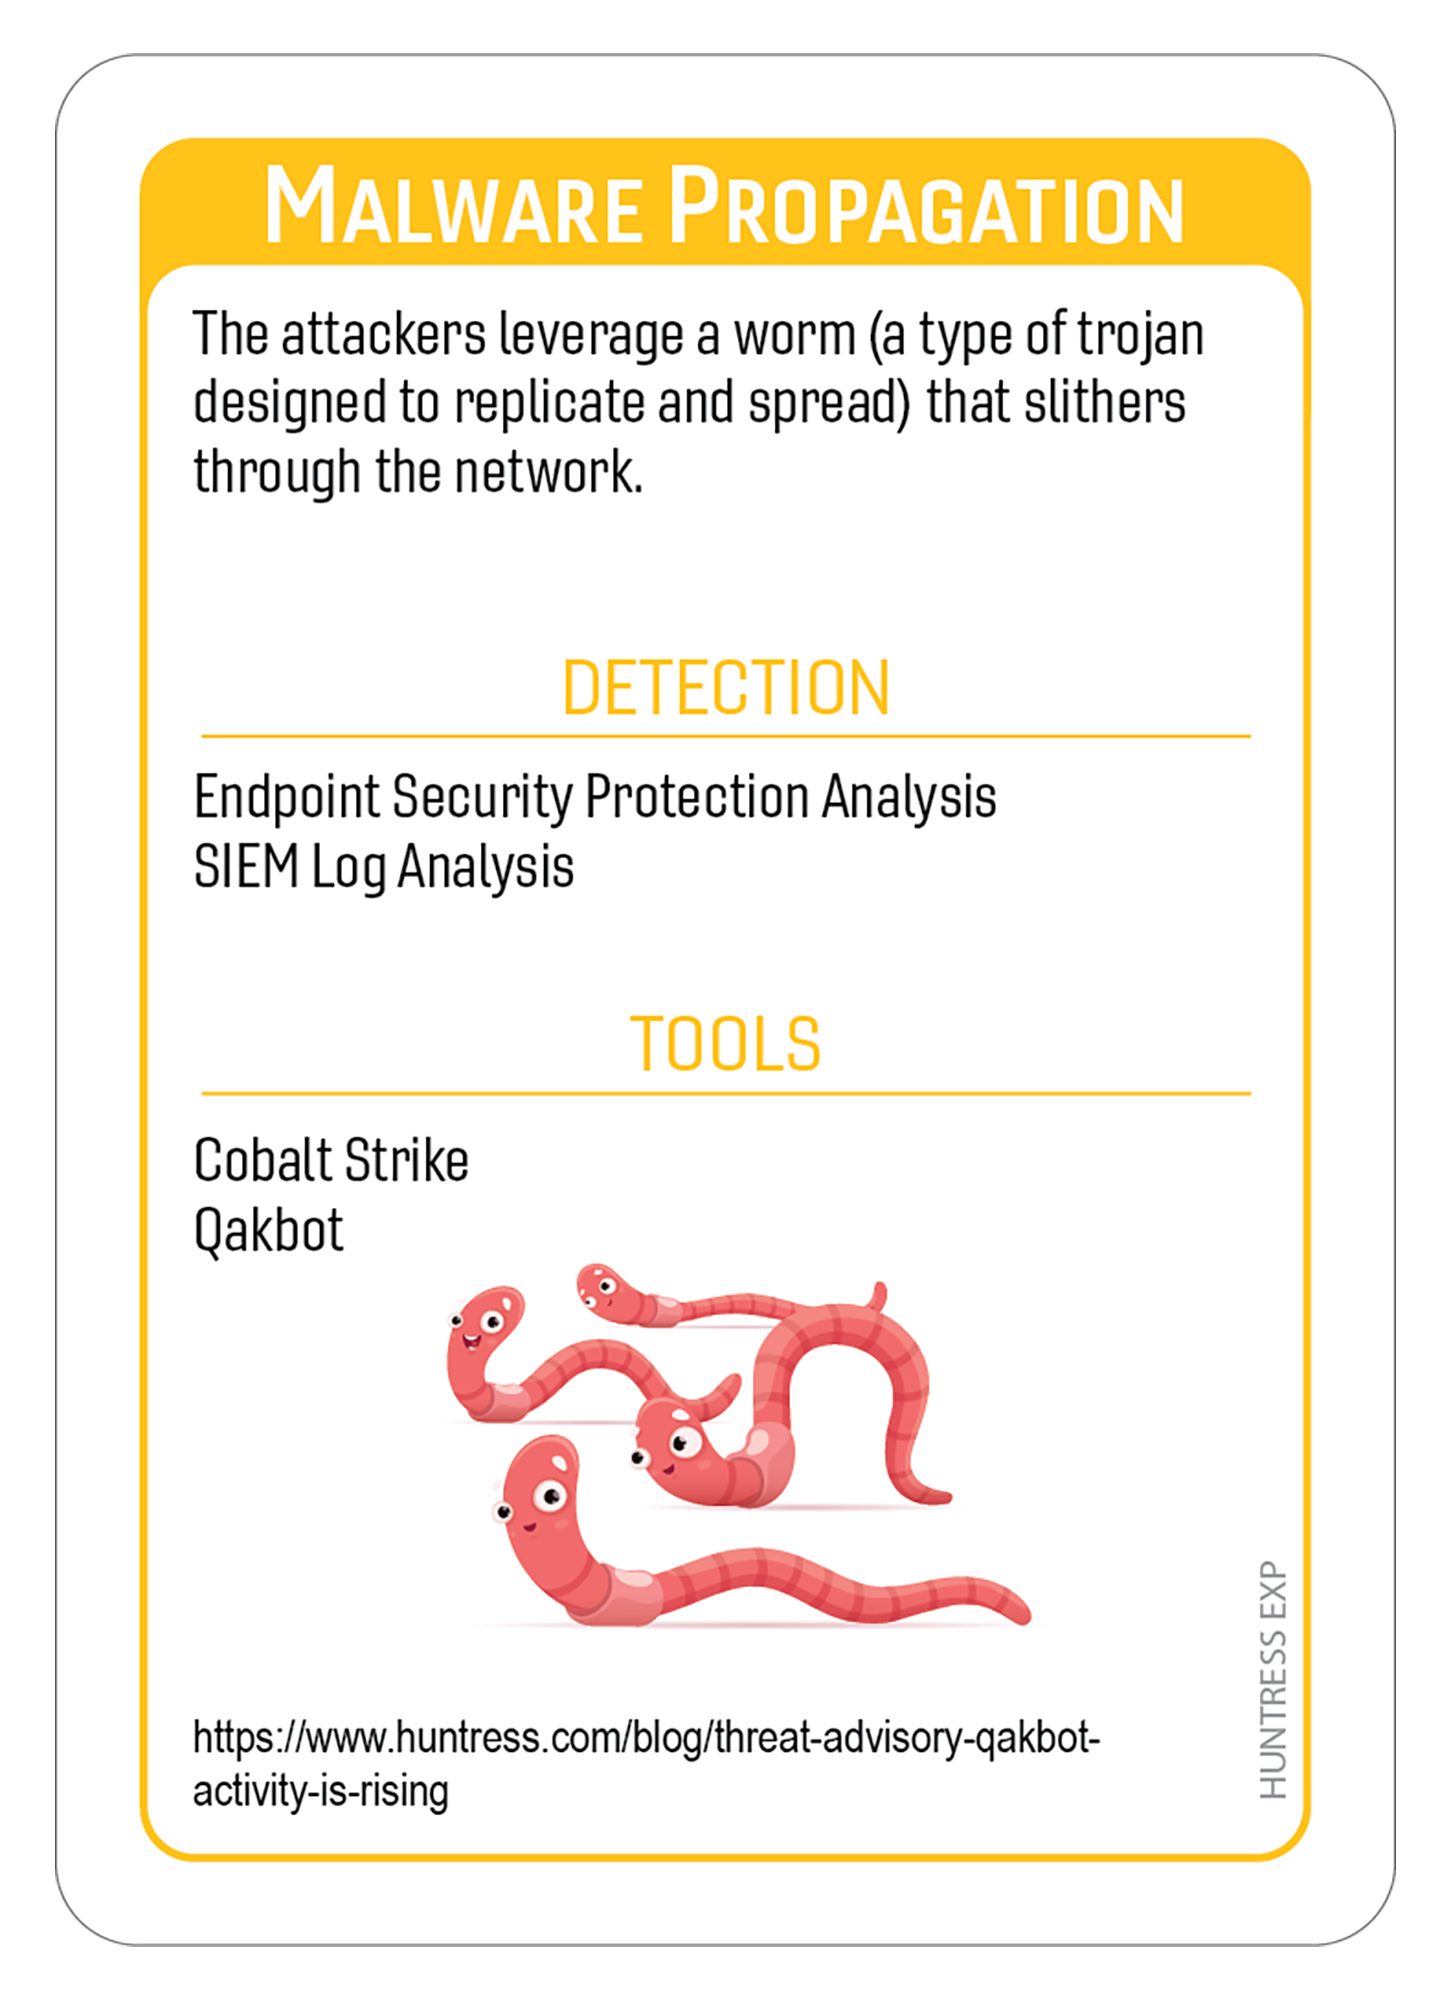 MALWARE PROPAGATION
The attackers leverage a worm (a type of trojan
designed to replicate and spread) that slithers
through the network.
DETECTION
Endpoint Security Protection Analysis
SIEM Log Analysis
TOOLS
Cobalt Strike
Qakbot
https://www.huntress.com/blog/threat-advisory-qakbot-
activity-is-rising
HUNTRESS EXP